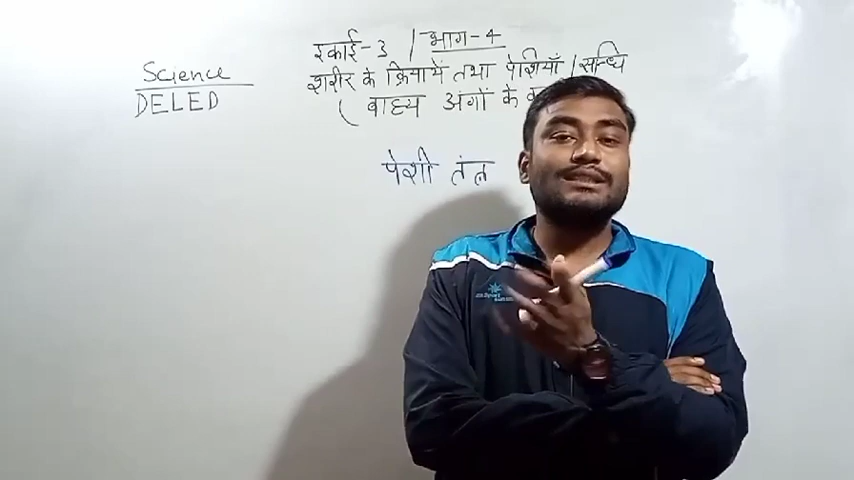 Science
DELED
इकाई-3 / भाग-4
शरीर के क्रियायें तथा पेशियाँ / सन्धि
( वाह्य अंगों के
पेशी तंत्र